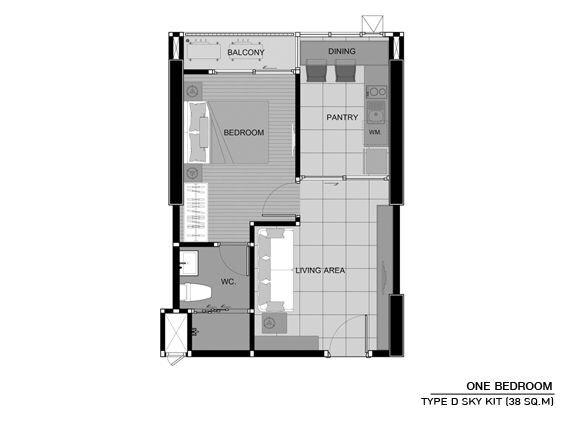 BALCONY
DINING
PANTRY
BEDROOM
WM.
LIVING AREA
WC.
ONE BEDROOM
TYPE D SKY KIT (38 SQ.M)